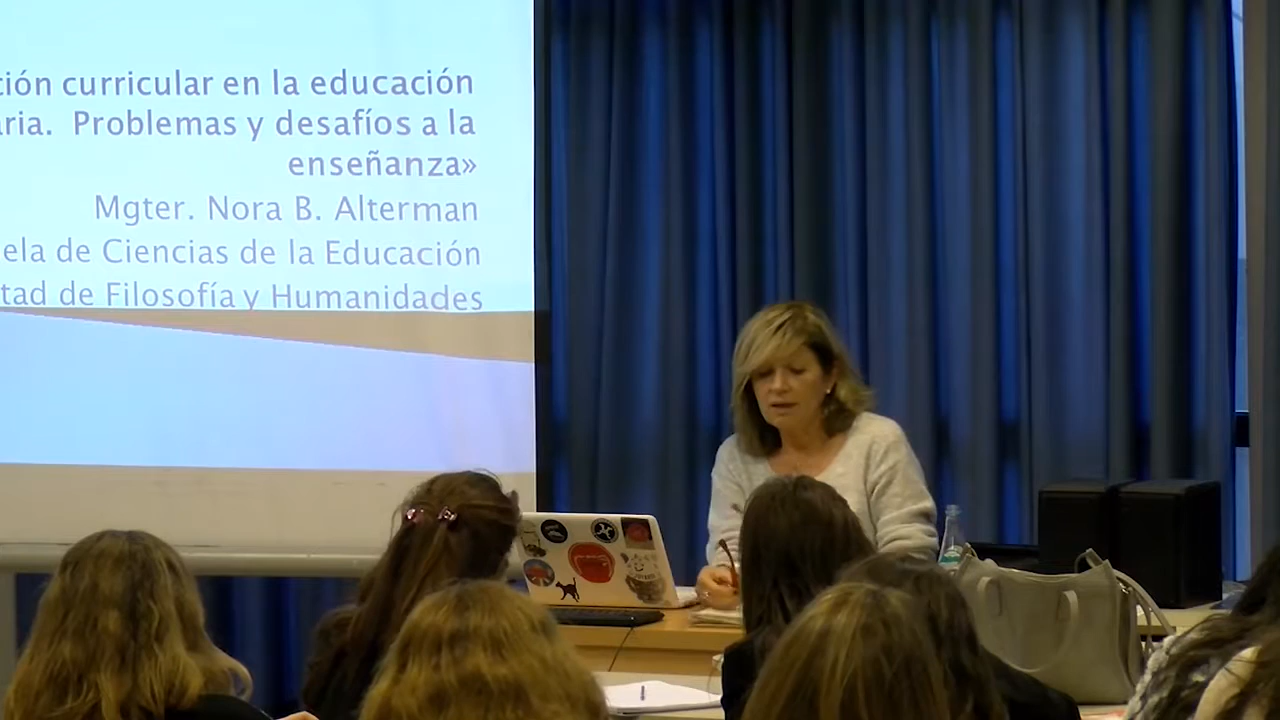 ción curricular en la educación
aria. Problemas y desafíos a la
enseñanza»
Mgter. Nora B. Alterman
ela de Ciencias de la Educación
tad de Filosofía y Humanidades